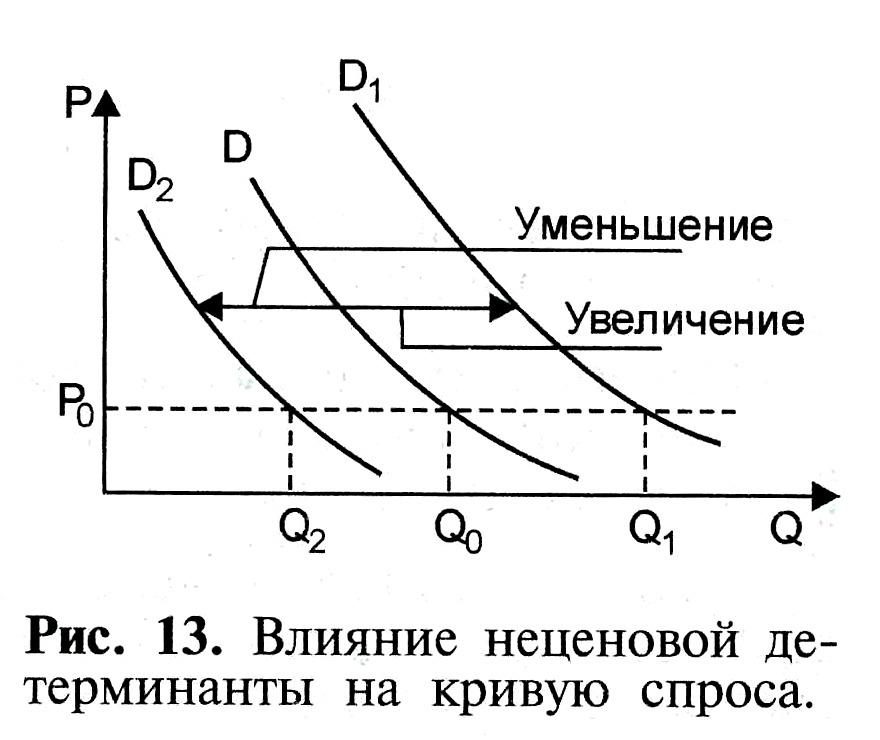 D₁
P
D
D₂
Уменьшение
Увеличение
P₀
Q₂ Q₀ Q₁ Q
Рис. 13. Влияние неценовой де-
терминанты на кривую спроса.